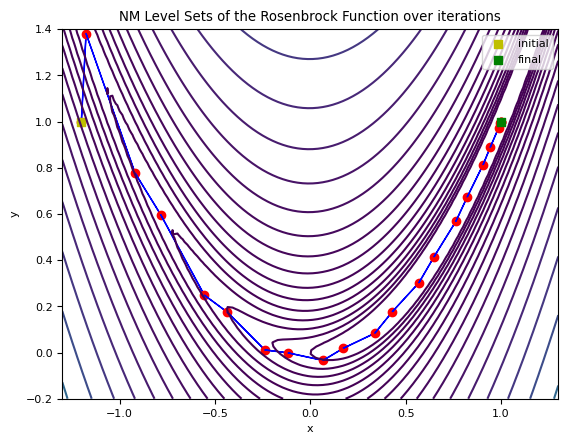 NM Level Sets of the Rosenbrock Function over iterations
1.4
initial
final
1.2
1.0
0.8
0.6
0.4
0.2
0.0
−0.2
y
−1.0
−0.5
0.0
0.5
1.0
x